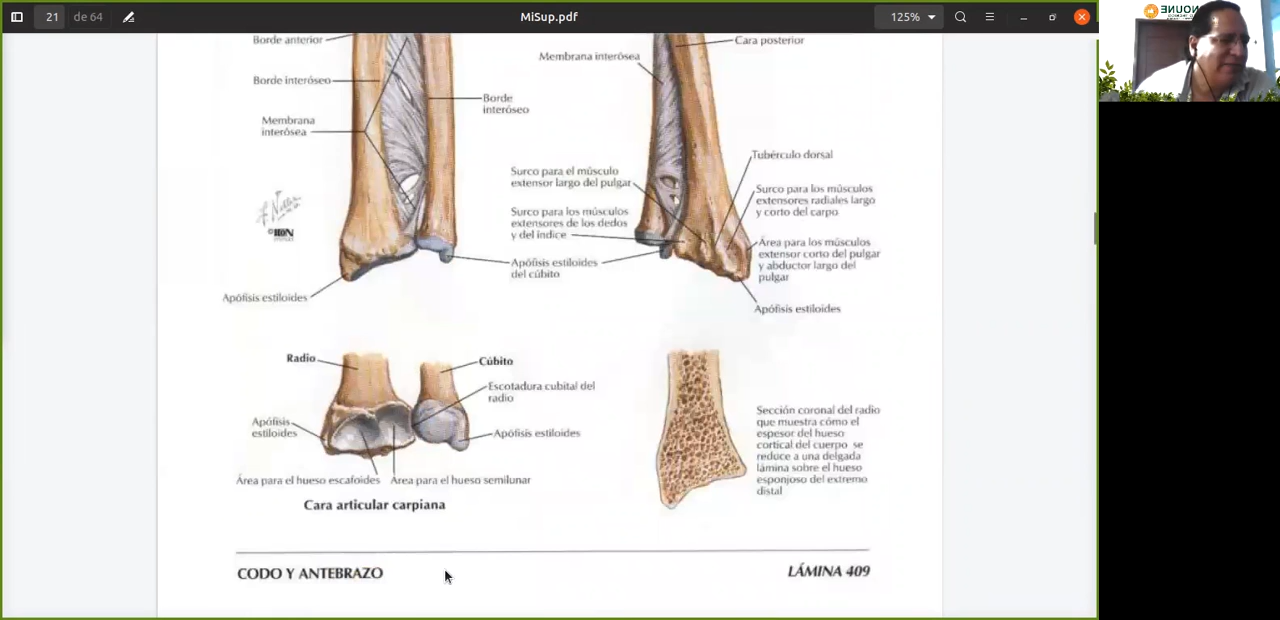 21 de 64
MiSup.pdf
125%
Borde anterior
Borde interóseo
Membrana
interósea
Borde
interóseo
Apófisis estiloides
Membrana interósea
Cara posterior
Surco para el músculo
extensor largo del pulgar
Surco para los músculos
extensores de los dedos
y del índice
Apófisis estiloides
del cúbito
Tubérculo dorsal
Surco para los músculos
extensores radiales largo
y corto del carpo
Área para los músculos
extensor corto del pulgar
y abductor largo del
pulgar
Apófisis estiloides
Radio
Cúbito
Escotadura cubital del
radio
Apófisis
estiloides
Apófisis estiloides
Área para el hueso escafoides
Área para el hueso semilunar
Cara articular carpiana
Sección coronal del radio
que muestra cómo el
espesor del hueso
cortical del cuerpo se
reduce a una delgada
lámina sobre el hueso
esponjoso del extremo
distal
CODO Y ANTEBRAZO
LÁMINA 409